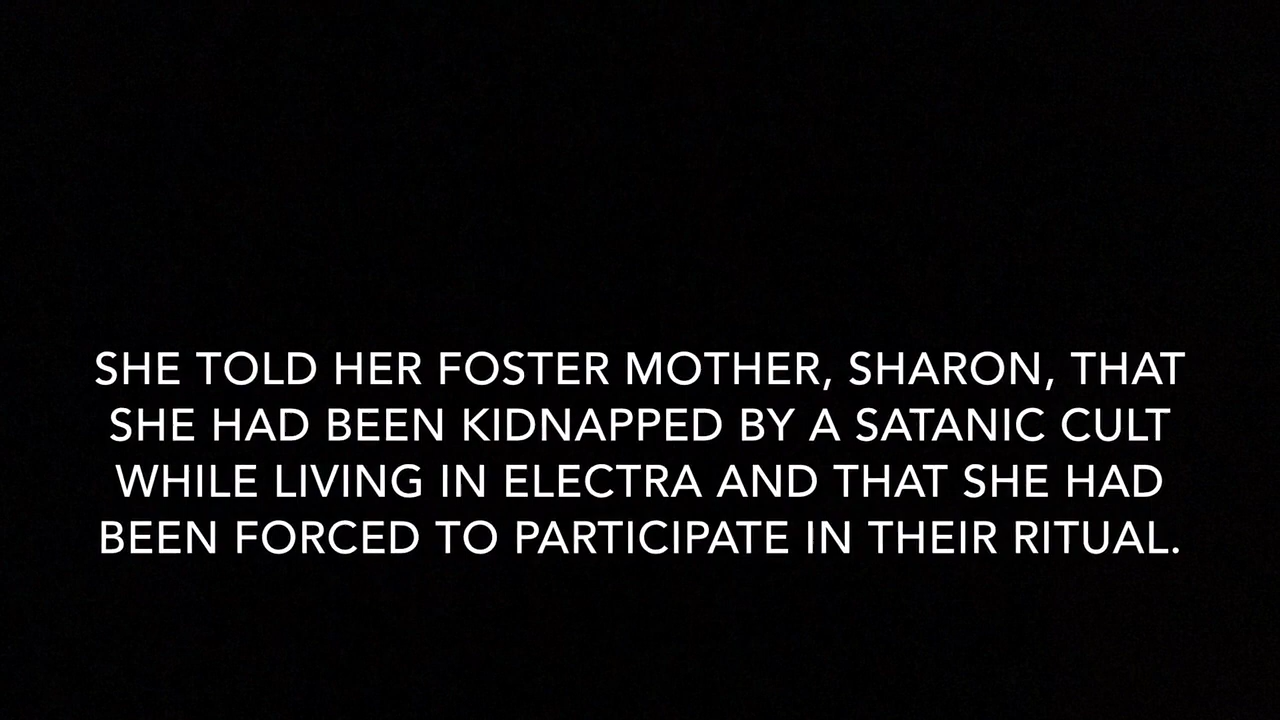 SHE TOLD HER FOSTER MOTHER, SHARON, THAT
SHE HAD BEEN KIDNAPPED BY A SATANIC CULT
WHILE LIVING IN ELECTRA AND THAT SHE HAD
BEEN FORCED TO PARTICIPATE IN THEIR RITUAL.